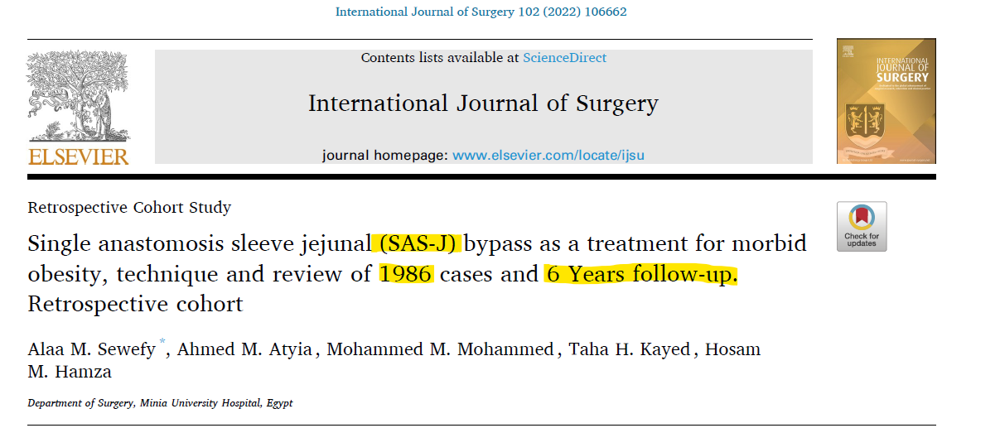 International Journal of Surgery 102 (2022) 106662
Contents lists available at ScienceDirect
International Journal of Surgery
journal homepage: www.elsevier.com/locate/ijsu
ELSEVIER
INTERNATIONAL
JOURNAL OF
SURGERY
Retrospective Cohort Study
Check for
updates
Single anastomosis sleeve jejunal (SAS-J) bypass as a treatment for morbid
obesity, technique and review of 1986 cases and 6 Years follow-up.
Retrospective cohort
Alaa M. Sewefy *, Ahmed M. Atyia, Mohammed M. Mohammed, Taha H. Kayed, Hosam
M. Hamza
Department of Surgery, Minia University Hospital, Egypt